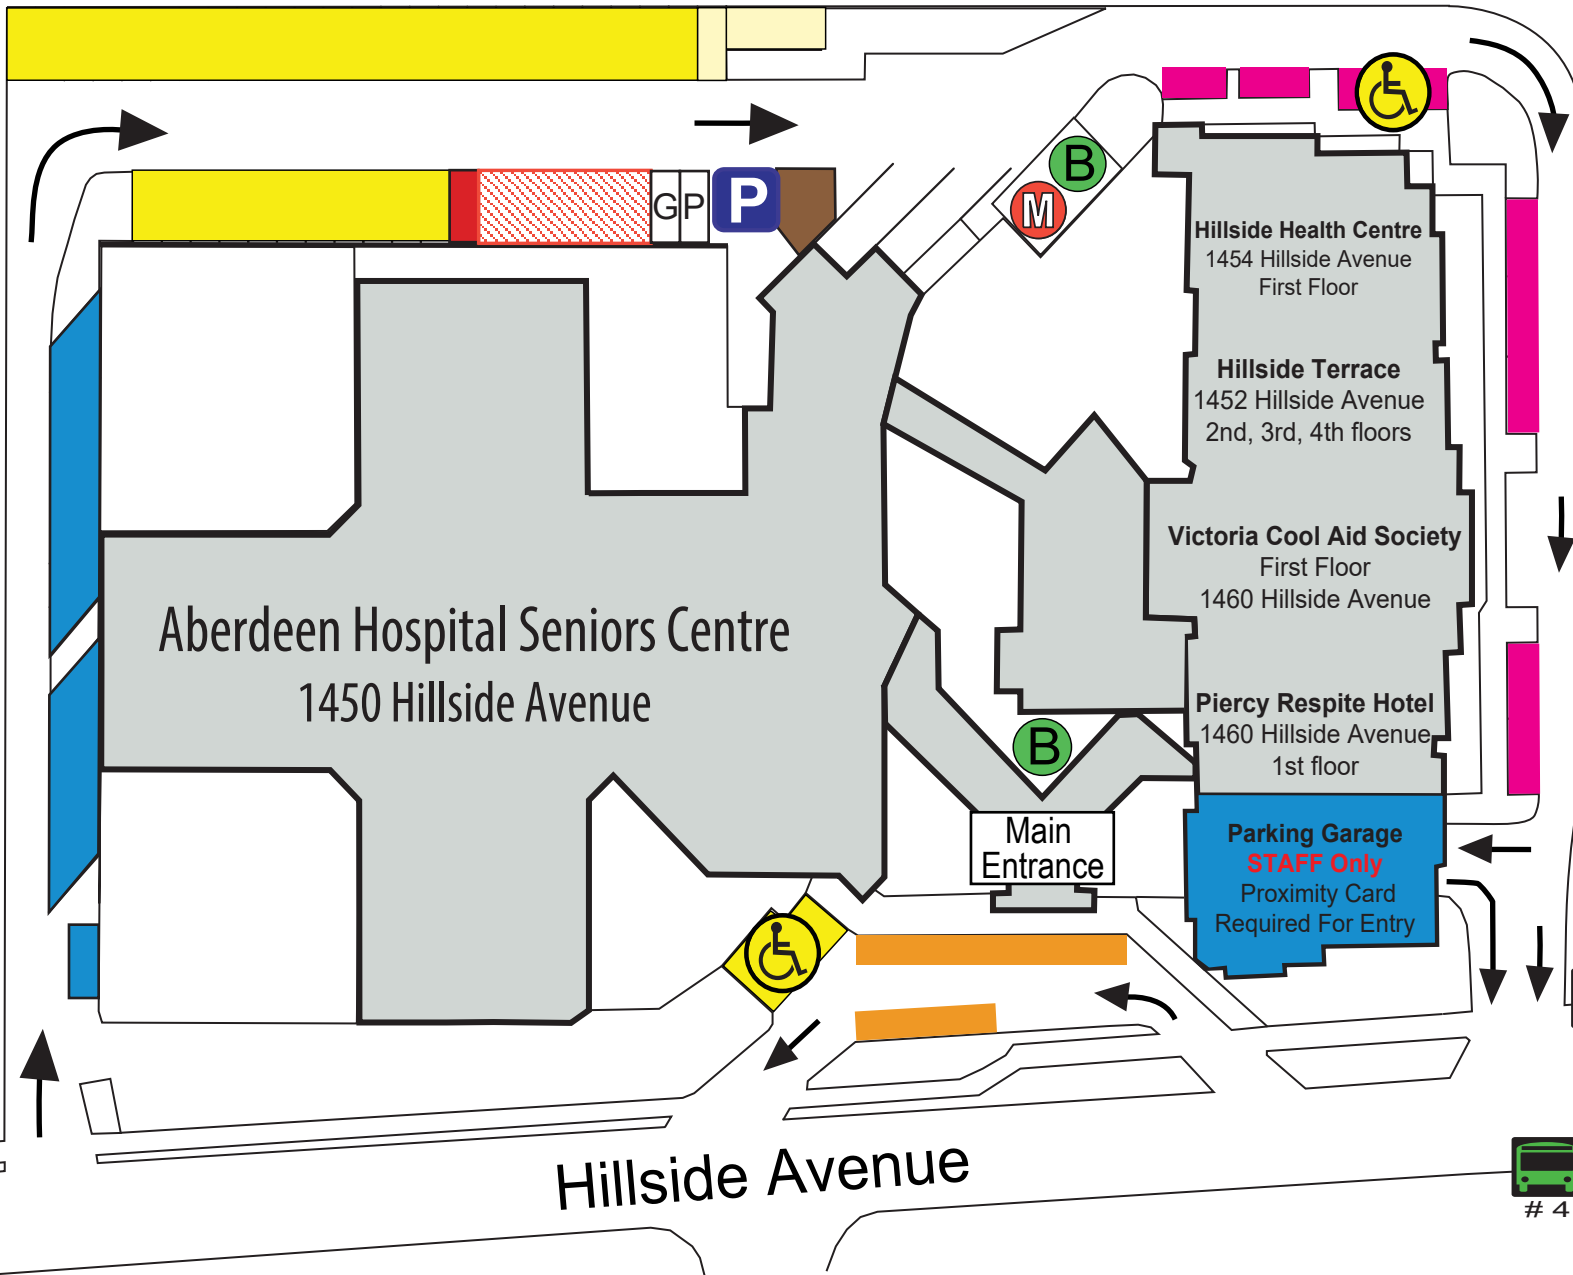 B
M
G P
P
Hillside Health Centre
1454 Hillside Avenue
First Floor
Hillside Terrace
1452 Hillside Avenue
2nd, 3rd, 4th floors
Victoria Cool Aid Society
First Floor
1460 Hillside Avenue
Aberdeen Hospital Seniors Centre
1450 Hillside Avenue
Piercy Respite Hotel
1460 Hillside Avenue
1st floor
B
Main
Entrance
Parking Garage
STAFF Only
Proximity Card
Required For Entry
Hillside Avenue
# 4